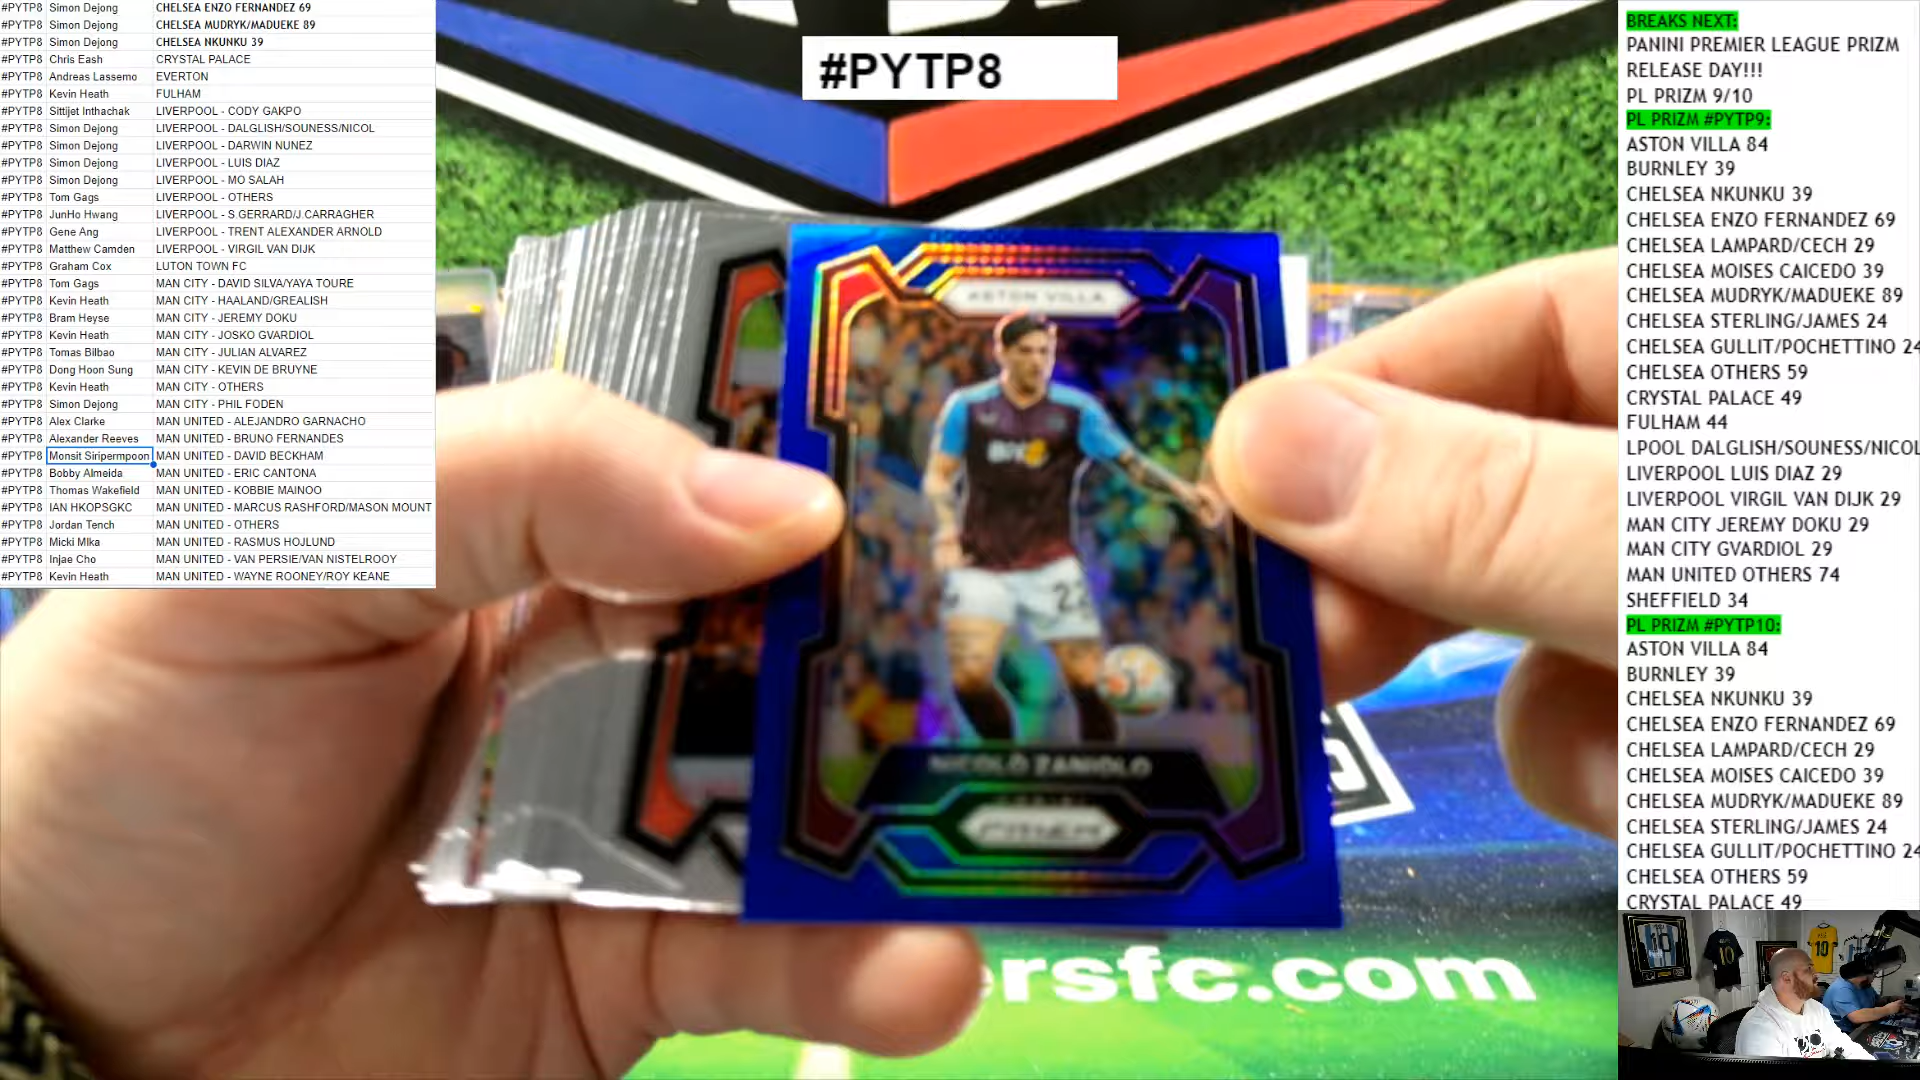 #PYTP8 Simon Dejong CHELSEA ENZO FERNANDEZ 69
#PYTP8 Simon Dejong CHELSEA MUDRYK/MADUEKE 89
#PYTP8 Simon Dejong CHELSEA NKUNKU 39
#PYTP8 Chris Eash CRYSTAL PALACE
#PYTP8 Andreas Lassemo EVERTON
#PYTP8 Kevin Heath FULHAM
#PYTP8 Sittijet Inthachak LIVERPOOL - CODY GAKPO
#PYTP8 Simon Dejong LIVERPOOL - DALGLISH/SOUNESS/NICOL
#PYTP8 Simon Dejong LIVERPOOL - DARWIN NUNEZ
#PYTP8 Simon Dejong LIVERPOOL - LUIS DIAZ
#PYTP8 Simon Dejong LIVERPOOL - MO SALAH
#PYTP8 Tom Gags LIVERPOOL - OTHERS
#PYTP8 JunHo Hwang LIVERPOOL - S.GERRARD/J.CARRAGHER
#PYTP8 Gene Ang LIVERPOOL - TRENT ALEXANDER ARNOLD
#PYTP8 Matthew Camden LIVERPOOL - VIRGIL VAN DIJK
#PYTP8 Graham Cox LUTON TOWN FC
#PYTP8 Tom Gags MAN CITY - DAVID SILVA/YAYA TOURE
#PYTP8 Kevin Heath MAN CITY - HAALAND/GREALISH
#PYTP8 Bram Heyse MAN CITY - JEREMY DOKU
#PYTP8 Kevin Heath MAN CITY - JOSKO GVARDIOL
#PYTP8 Tomas Bilbao MAN CITY - JULIAN ALVAREZ
#PYTP8 Dong Hoon Sung MAN CITY - KEVIN DE BRUYNE
#PYTP8 Kevin Heath MAN CITY - OTHERS
#PYTP8 Simon Dejong MAN CITY - PHIL FODEN
#PYTP8 Alex Clarke MAN UNITED - ALEJANDRO GARNACHO
#PYTP8 Alexander Reeves MAN UNITED - BRUNO FERNANDES
#PYTP8 Monsit Siripermpoon MAN UNITED - DAVID BECKHAM
#PYTP8 Bobby Almeida MAN UNITED - ERIC CANTONA
#PYTP8 Thomas Wakefield MAN UNITED - KOBBIE MAINOO
#PYTP8 IAN HKOPSGKC MAN UNITED - MARCUS RASHFORD/MASON MOUNT
#PYTP8 Jordan Tench MAN UNITED - OTHERS
#PYTP8 Micki Mlka MAN UNITED - RASMUS HOJLUND
#PYTP8 Injae Cho MAN UNITED - VAN PERSIE/VAN NISTELROOY
#PYTP8 Kevin Heath MAN UNITED - WAYNE ROONEY/ROY KEANE
#PYTP8
ASTON VILLA
22
NICOLÒ ZANIOLO
PRIZM
ersfc.com
BREAKS NEXT:
PANINI PREMIER LEAGUE PRIZM
RELEASE DAY!!!
PL PRIZM 9/10
PL PRIZM #PYTP9:
ASTON VILLA 84
BURNLEY 39
CHELSEA NKUNKU 39
CHELSEA ENZO FERNANDEZ 69
CHELSEA LAMPARD/CECH 29
CHELSEA MOISES CAICEDO 39
CHELSEA MUDRYK/MADUEKE 89
CHELSEA STERLING/JAMES 24
CHELSEA GULLIT/POCHETTINO 24
CHELSEA OTHERS 59
CRYSTAL PALACE 49
FULHAM 44
LPOOL DALGLISH/SOUNESS/NICOL
LIVERPOOL LUIS DIAZ 29
LIVERPOOL VIRGIL VAN DIJK 29
MAN CITY JEREMY DOKU 29
MAN CITY GVARDIOL 29
MAN UNITED OTHERS 74
SHEFFIELD 34
PL PRIZM #PYTP10:
ASTON VILLA 84
BURNLEY 39
CHELSEA NKUNKU 39
CHELSEA ENZO FERNANDEZ 69
CHELSEA LAMPARD/CECH 29
CHELSEA MOISES CAICEDO 39
CHELSEA MUDRYK/MADUEKE 89
CHELSEA STERLING/JAMES 24
CHELSEA GULLIT/POCHETTINO 24
CHELSEA OTHERS 59
CRYSTAL PALACE 49
10
10